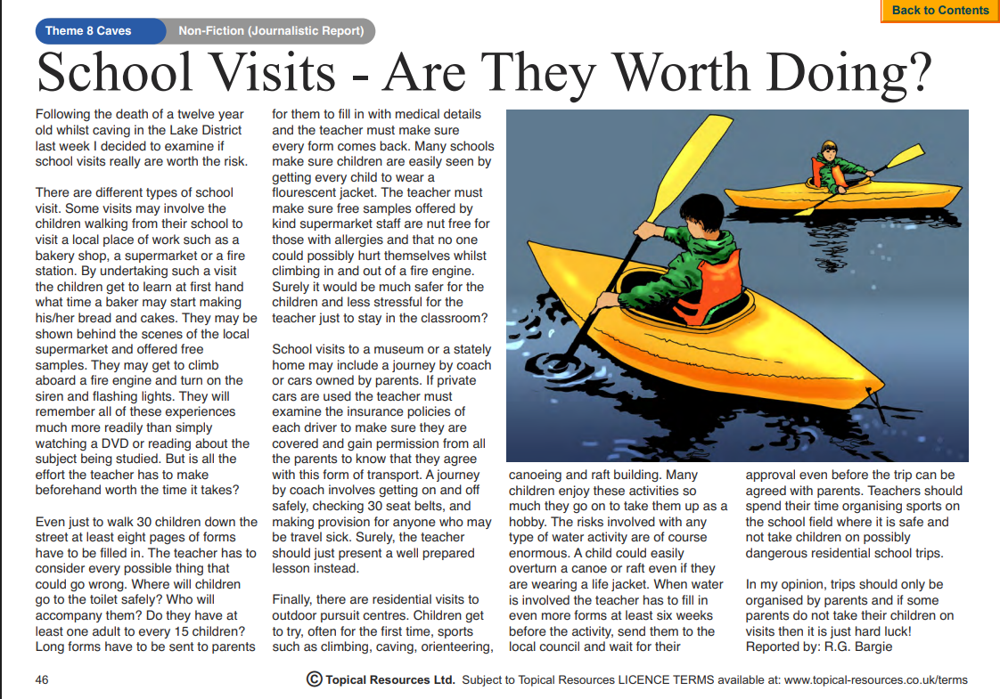 Back to Contents
Theme 8 Caves
Non-Fiction (Journalistic Report)
School Visits - Are They Worth Doing?
Following the death of a twelve year
old whilst caving in the Lake District
last week I decided to examine if
school visits really are worth the risk.
There are different types of school
visit. Some visits may involve the
children walking from their school to
visit a local place of work such as a
bakery shop, a supermarket or a fire
station. By undertaking such a visit
the children get to learn at first hand
what time a baker may start making
his/her bread and cakes. They may be
shown behind the scenes of the local
supermarket and offered free
samples. They may get to climb
aboard a fire engine and turn on the
siren and flashing lights. They will
remember all of these experiences
much more readily than simply
watching a DVD or reading about the
subject being studied. But is all the
effort the teacher has to make
beforehand worth the time it takes?
Even just to walk 30 children down the
street at least eight pages of forms
have to be filled in. The teacher has to
consider every possible thing that
could go wrong. Where will children
go to the toilet safely? Who will
accompany them? Do they have at
least one adult to every 15 children?
Long forms have to be sent to parents
for them to fill in with medical details
and the teacher must make sure
every form comes back. Many schools
make sure children are easily seen by
getting every child to wear a
flourescent jacket. The teacher must
make sure free samples offered by
kind supermarket staff are nut free for
those with allergies and that no one
could possibly hurt themselves whilst
climbing in and out of a fire engine.
Surely it would be much safer for the
children and less stressful for the
teacher just to stay in the classroom?
School visits to a museum or a stately
home may include a journey by coach
or cars owned by parents. If private
cars are used the teacher must
examine the insurance policies of
each driver to make sure they are
covered and gain permission from all
the parents to know that they agree
with this form of transport. A journey
by coach involves getting on and off
safely, checking 30 seat belts, and
making provision for anyone who may
be travel sick. Surely, the teacher
should just present a well prepared
lesson instead.
Finally, there are residential visits to
outdoor pursuit centres. Children get
to try, often for the first time, sports
such as climbing, caving, orienteering,
canoeing and raft building. Many
children enjoy these activities so
much they go on to take them up as a
hobby. The risks involved with any
type of water activity are of course
enormous. A child could easily
overturn a canoe or raft even if they
are wearing a life jacket. When water
is involved the teacher has to fill in
even more forms at least six weeks
before the activity, send them to the
local council and wait for their
approval even before the trip can be
agreed with parents. Teachers should
spend their time organising sports on
the school field where it is safe and
not take children on possibly
dangerous residential school trips.
In my opinion, trips should only be
organised by parents and if some
parents do not take their children on
visits then it is just hard luck!
Reported by: R.G. Bargie
46
© Topical Resources Ltd. Subject to Topical Resources LICENCE TERMS available at: www.topical-resources.co.uk/terms